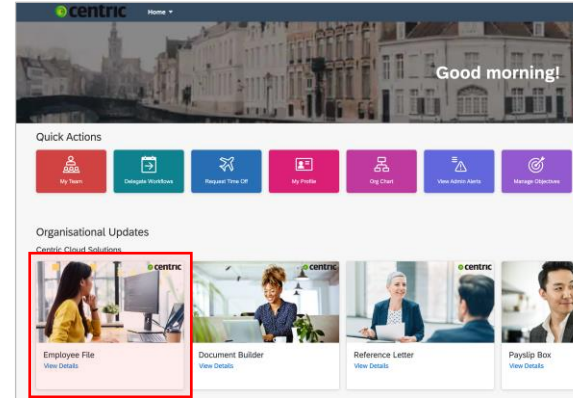 centric Home
Good morning!
Quick Actions
My Team
Delegate Workflows
Request Time Off
My Profile
Org Chart
View Admin Alerts
Manage Objectives
Organisational Updates
Centric Cloud Solutions
centric
centric
centric
Employee File
View Details
Document Builder
View Details
Reference Letter
View Details
Payslip Box
View Details